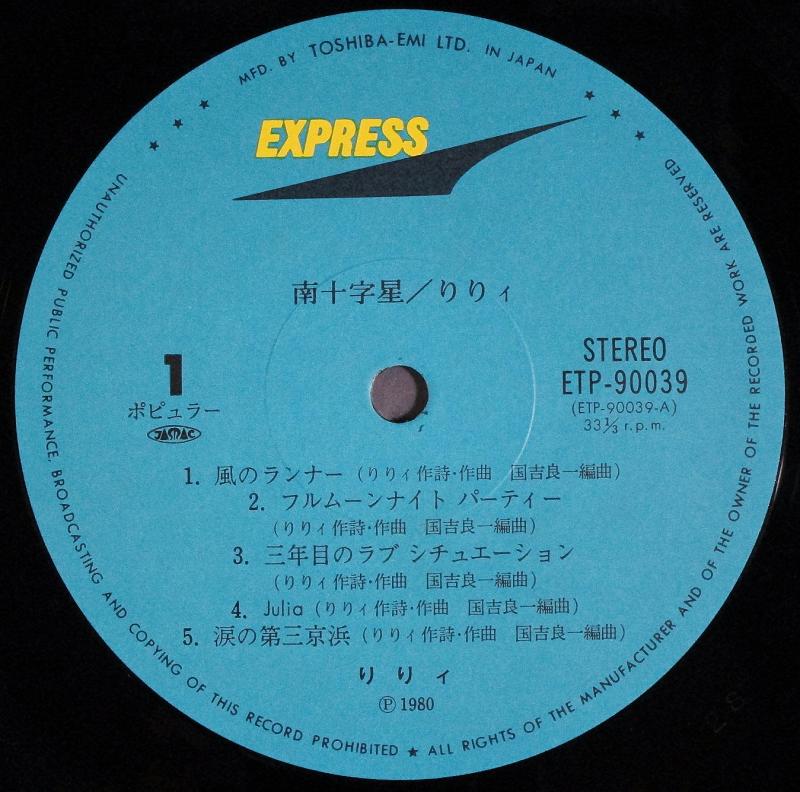 MFD. BY TOSHIBA-EMI LTD. IN JAPAN
EXPRESS
南十字星／りりィ
1
ポピュラー
JASRAC
STEREO
ETP-90039
(ETP-90039-A)
33⅓ r.p.m.
1. 風のランナー（りりィ作詩・作曲　国吉良一編曲）
2. フルムーンナイト パーティー
（りりィ作詩・作曲　国吉良一編曲）
3. 三年目のラブ シチュエーション
（りりィ作詩・作曲　国吉良一編曲）
4. Julia（りりィ作詩・作曲　国吉良一編曲）
5. 涙の第三京浜（りりィ作詩・作曲　国吉良一編曲）
りりィ
Ⓟ 1980
UNAUTHORIZED PUBLIC PERFORMANCE, BROADCASTING AND COPYING OF THIS RECORD PROHIBITED ★ ALL RIGHTS OF THE MANUFACTURER AND OF THE OWNER OF THE RECORDED WORK ARE RESERVED